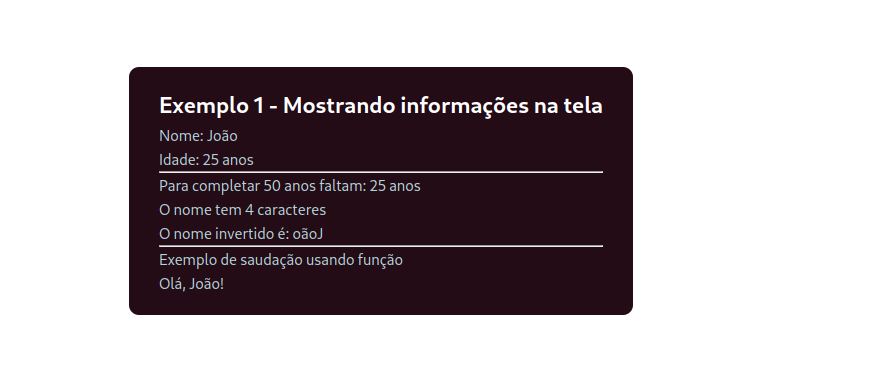 Exemplo 1 - Mostrando informações na tela
Nome: João
Idade: 25 anos
Para completar 50 anos faltam: 25 anos
O nome tem 4 caracteres
O nome invertido é: oãoJ
Exemplo de saudação usando função
Olá, João!